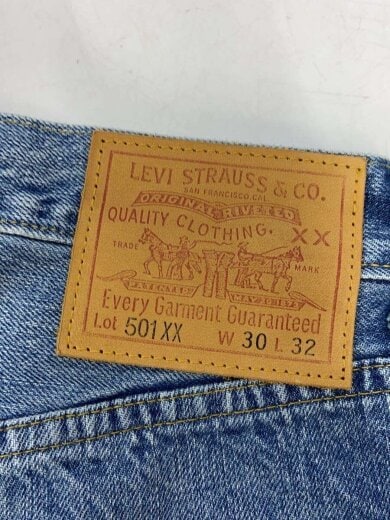 LEVI STRAUSS & CO.
SAN FRANCISCO, CAL.
ORIGINAL RIVETED
QUALITY CLOTHING. XX
TRADE MARK
PATENTED MAY 20 1873
Every Garment Guaranteed
Lot 501XX W 30 L 32